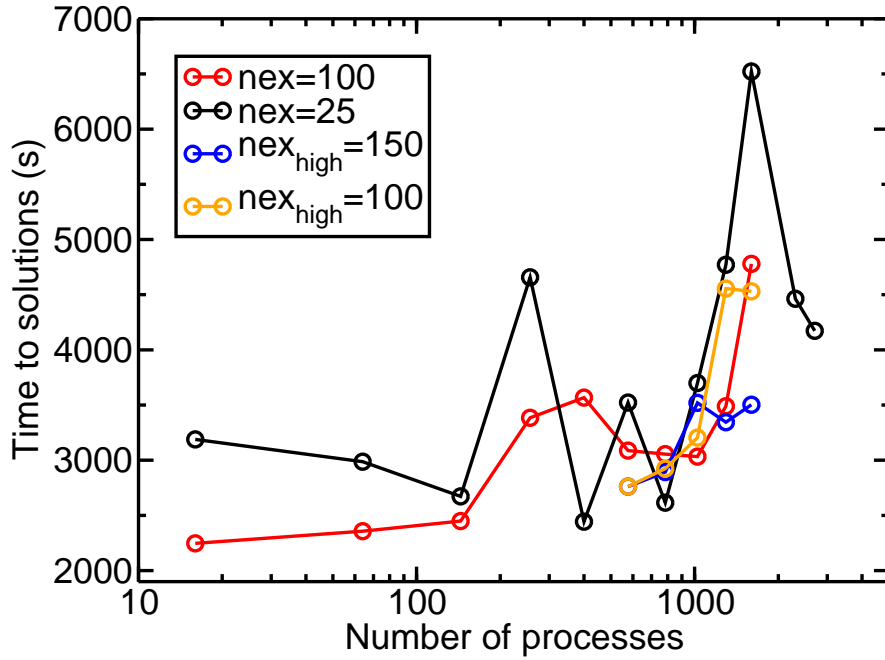 7000
6000
5000
4000
3000
2000
Time to solutions (s)
nex=100
nex=25
nex_high=150
nex_high=100
10
100
1000
Number of processes